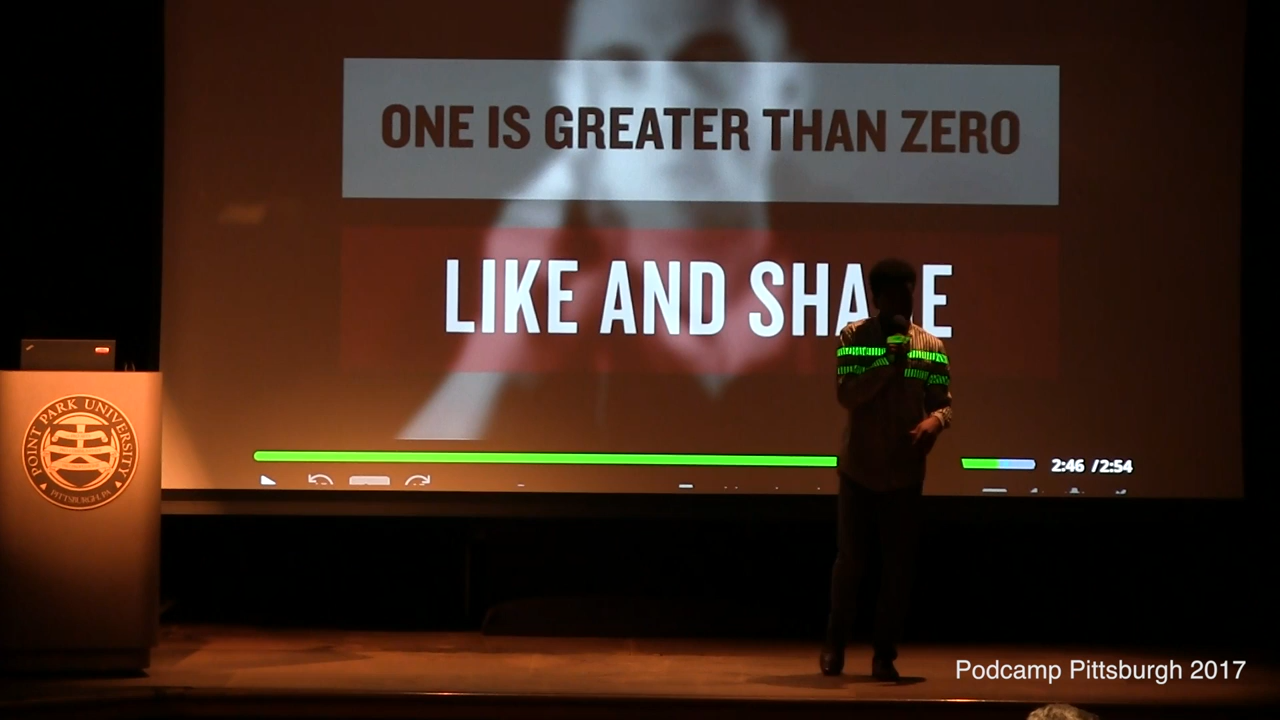 ONE IS GREATER THAN ZERO
LIKE AND SHA E
2:46 /2:54
POINT PARK UNIVERSITY
PITTSBURGH, PA
Podcamp Pittsburgh 2017